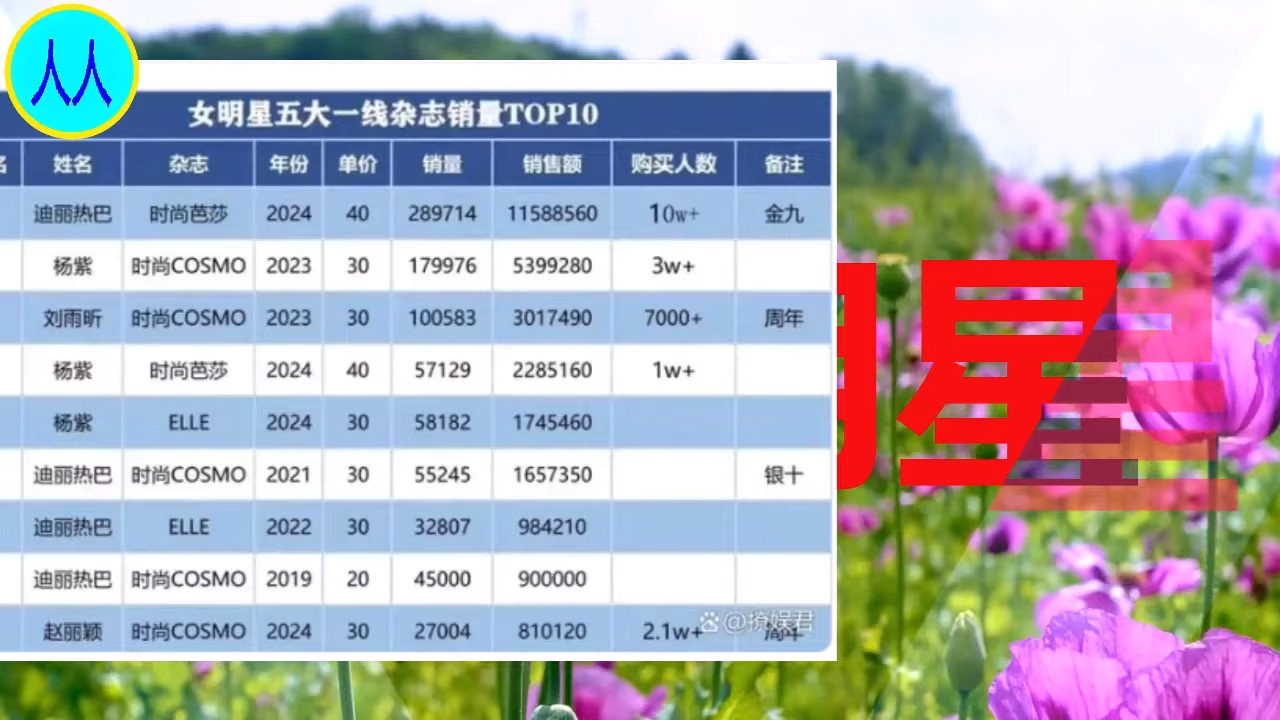 女明星五大一线杂志销量TOP10
名 姓名 杂志 年份 单价 销量 销售额 购买人数 备注
迪丽热巴 时尚芭莎 2024 40 289714 11588560 10w+ 金九
杨紫 时尚COSMO 2023 30 179976 5399280 3w+
刘雨昕 时尚COSMO 2023 30 100583 3017490 7000+ 周年
杨紫 时尚芭莎 2024 40 57129 2285160 1w+
杨紫 ELLE 2024 30 58182 1745460
迪丽热巴 时尚COSMO 2021 30 55245 1657350 银十
迪丽热巴 ELLE 2022 30 32807 984210
迪丽热巴 时尚COSMO 2019 20 45000 900000
赵丽颖 时尚COSMO 2024 30 27004 810120 2.1w+ 周年
@撩娱君
明星